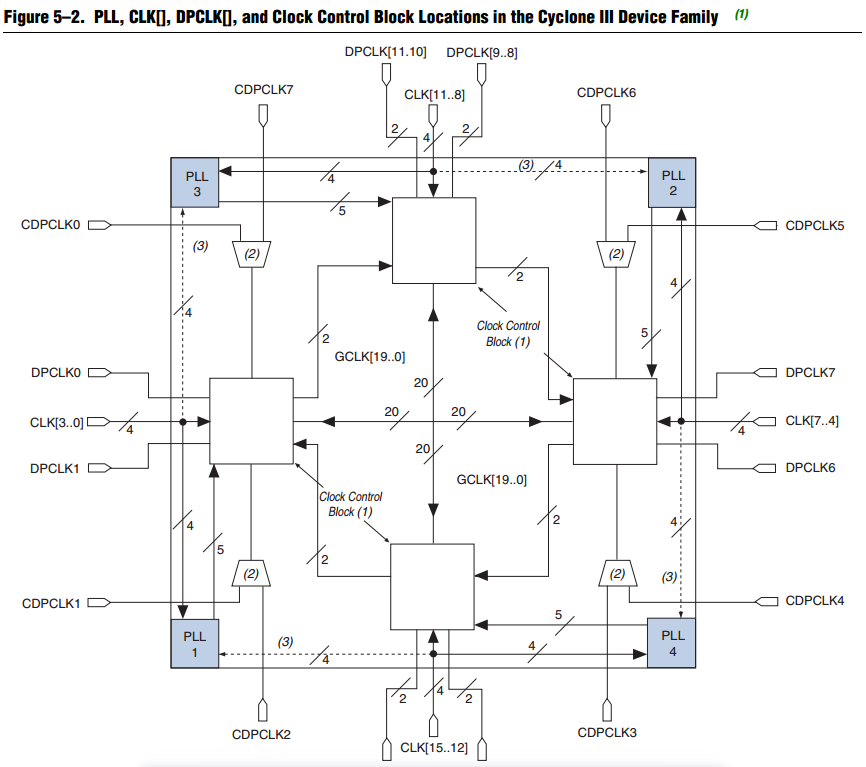 Figure 5–2. PLL, CLK[], DPCLK[], and Clock Control Block Locations in the Cyclone III Device Family (1)
DPCLK[11.10] DPCLK[9..8]
CDPCLK7
CLK[11..8]
CDPCLK6
2
4
2
PLL
3
4
(3)
4
PLL
2
5
CDPCLK0
(3)
(2)
(2)
CDPCLK5
2
4
4
Clock Control
Block (1)
2
5
GCLK[19..0]
DPCLK0
20
DPCLK7
CLK[3..0]
4
20
20
4
CLK[7..4]
20
DPCLK1
DPCLK6
GCLK[19..0]
Clock Control
Block (1)
4
5
2
2
4
(2)
(2)
(3)
CDPCLK1
CDPCLK4
5
PLL
1
(3)
4
4
PLL
4
2
4
2
CDPCLK2
CLK[15..12]
CDPCLK3